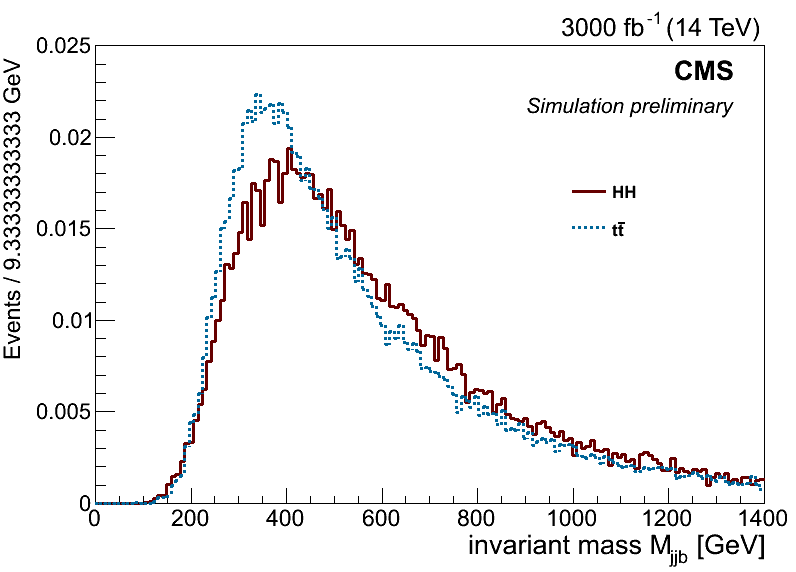 3000 fb⁻¹ (14 TeV)
CMS
Simulation preliminary
HH
tt̄
Events / 9.33333333333 GeV
0.025
0.02
0.015
0.01
0.005
0
0 200 400 600 800 1000 1200 1400
invariant mass M_jjb [GeV]